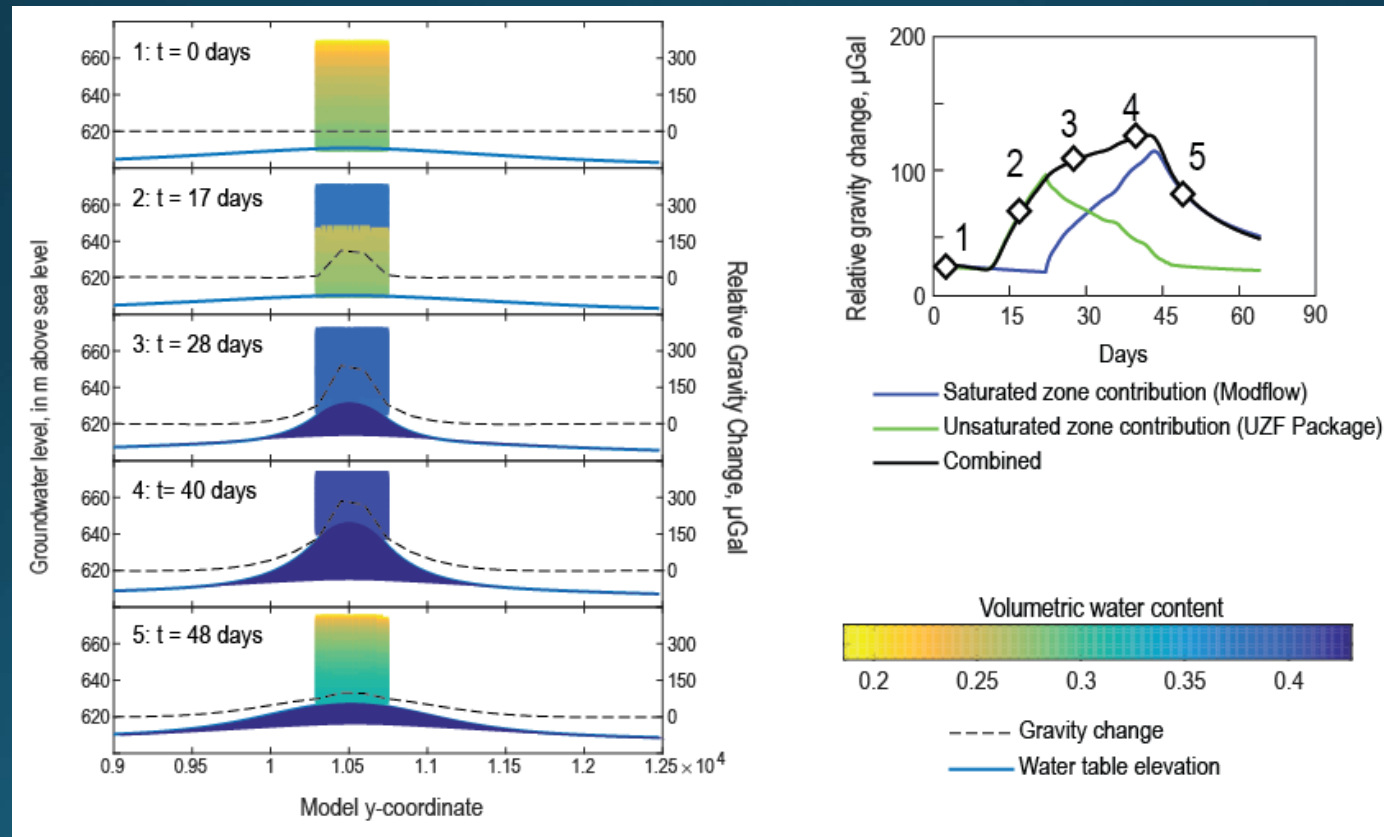 Groundwater level, in m above sea level
1: t = 0 days
660
640
620
300
150
0
2: t = 17 days
660
640
620
300
150
0
3: t = 28 days
660
640
620
300
150
0
4: t= 40 days
660
640
620
300
150
0
5: t = 48 days
660
640
620
300
150
0
0.9 0.95 1 1.05 1.1 1.15 1.2 1.25 × 10⁴
Model y-coordinate
Relative Gravity Change, µGal
Relative gravity change, µGal
200
100
0
1
2
3
4
5
0 15 30 45 60 90
Days
Saturated zone contribution (Modflow)
Unsaturated zone contribution (UZF Package)
Combined
Volumetric water content
0.2 0.25 0.3 0.35 0.4
Gravity change
Water table elevation